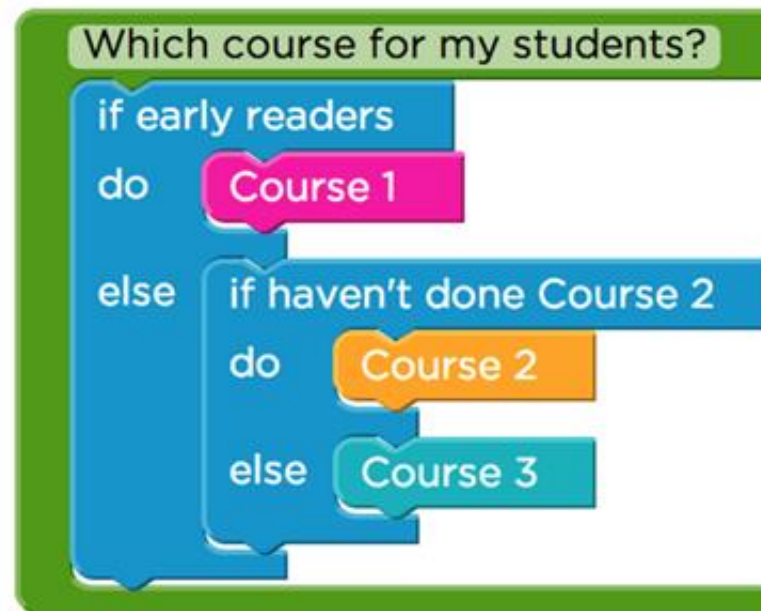 Which course for my students?
if early readers
do Course 1
else if haven't done Course 2
do Course 2
else Course 3